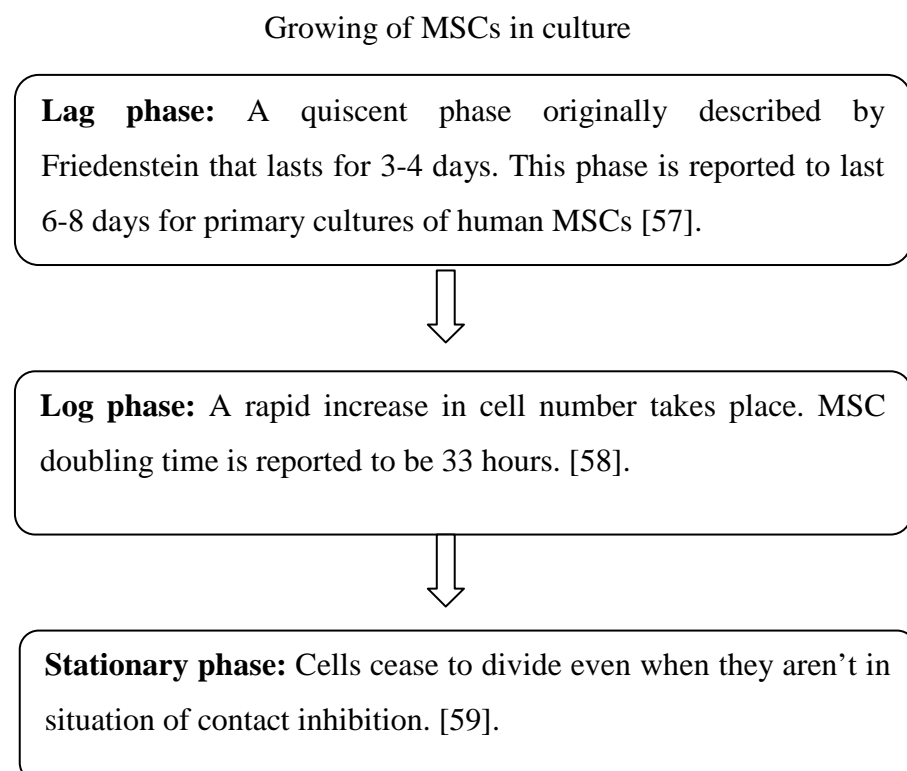 Growing of MSCs in culture
Lag phase: A quiscent phase originally described by
Friedenstein that lasts for 3-4 days. This phase is reported to last
6-8 days for primary cultures of human MSCs [57].
Log phase: A rapid increase in cell number takes place. MSC
doubling time is reported to be 33 hours. [58].
Stationary phase: Cells cease to divide even when they aren’t in
situation of contact inhibition. [59].